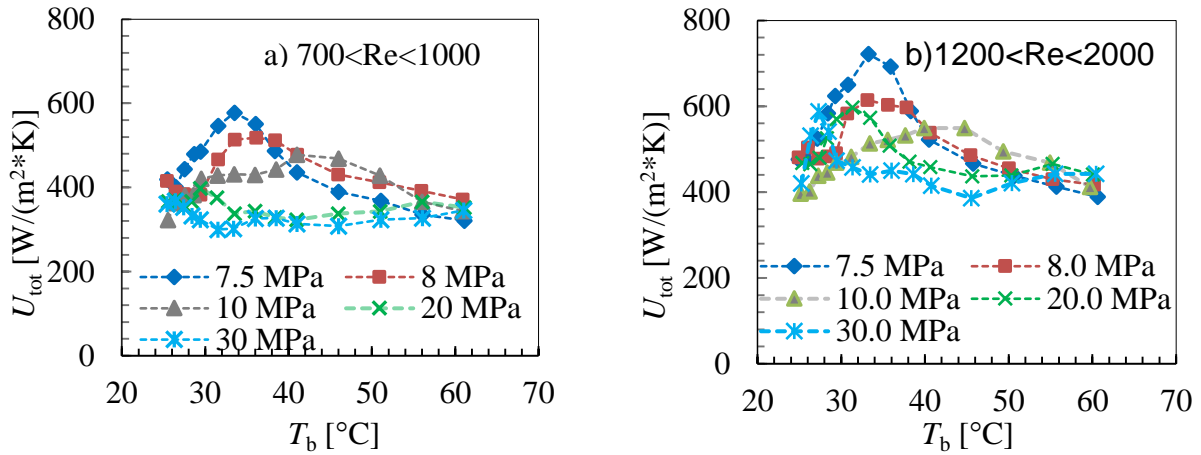 a) 700<Re<1000
800
600
400
200
0
U_tot [W/(m²*K)]
7.5 MPa
8 MPa
10 MPa
20 MPa
30 MPa
20
30
40
50
60
70
T_b [°C]
b)1200<Re<2000
800
600
400
200
0
U_tot [W/(m²*K)]
7.5 MPa
8.0 MPa
10.0 MPa
20.0 MPa
30.0 MPa
20
30
40
50
60
70
T_b [°C]